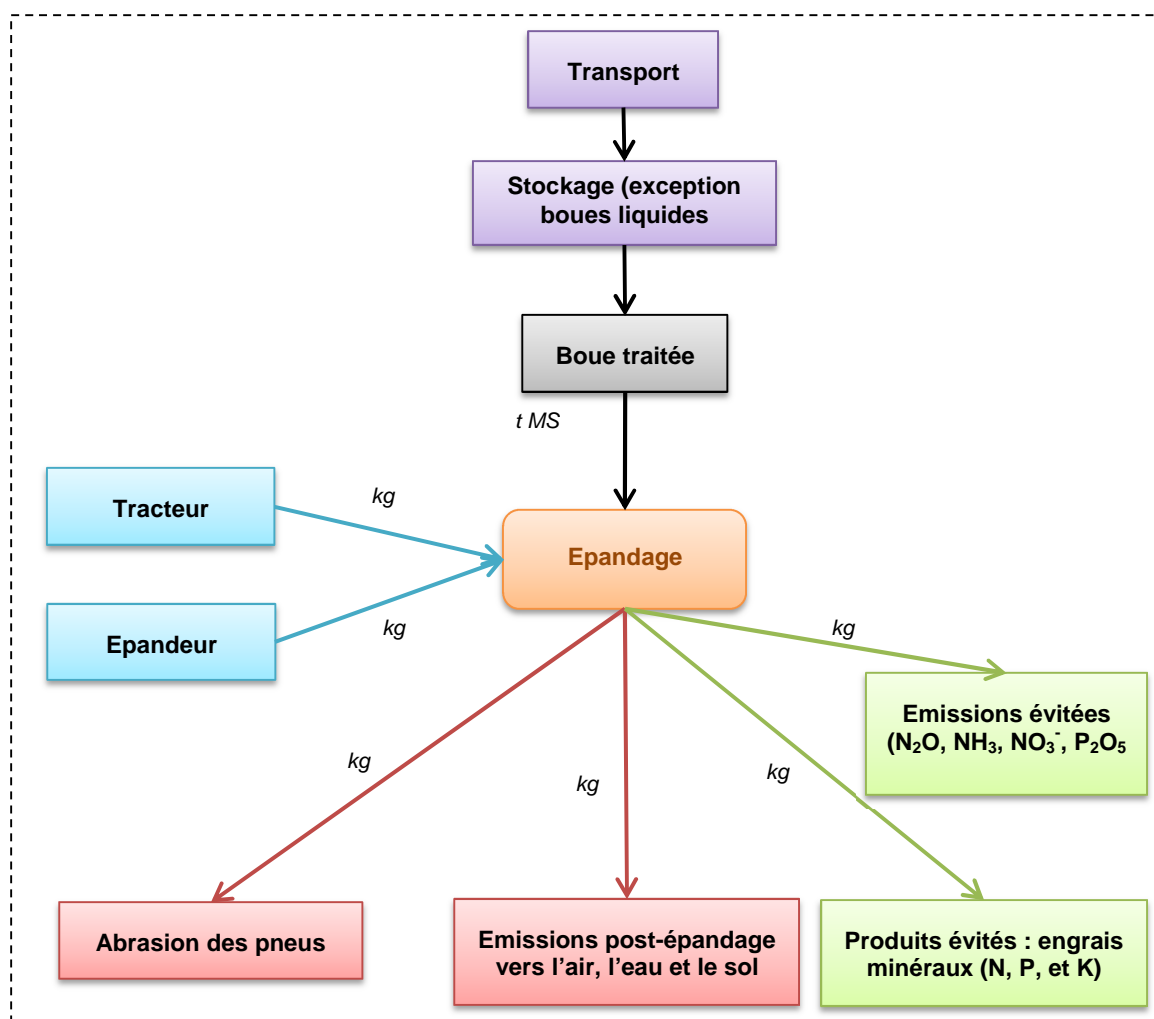 Transport
Stockage (exception
boues liquides
Boue traitée
t MS
Tracteur
kg
Epandage
Epandeur
kg
kg
Emissions évitées
(N₂O, NH₃, NO₃⁻, P₂O₅
kg
kg
kg
Abrasion des pneus
Emissions post-épandage
vers l’air, l’eau et le sol
Produits évités : engrais
minéraux (N, P, et K)